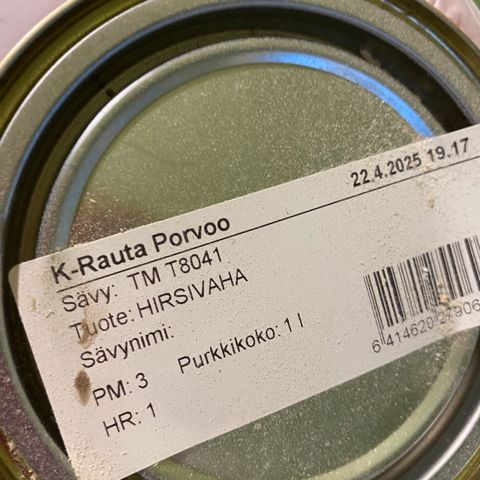 K-Rauta Porvoo 22.4.2025 19.17
Sävy: TM T8041
Tuote: HIRSIVAHA
Sävynimi:
PM: 3 Purkkikoko: 1 l
HR: 1